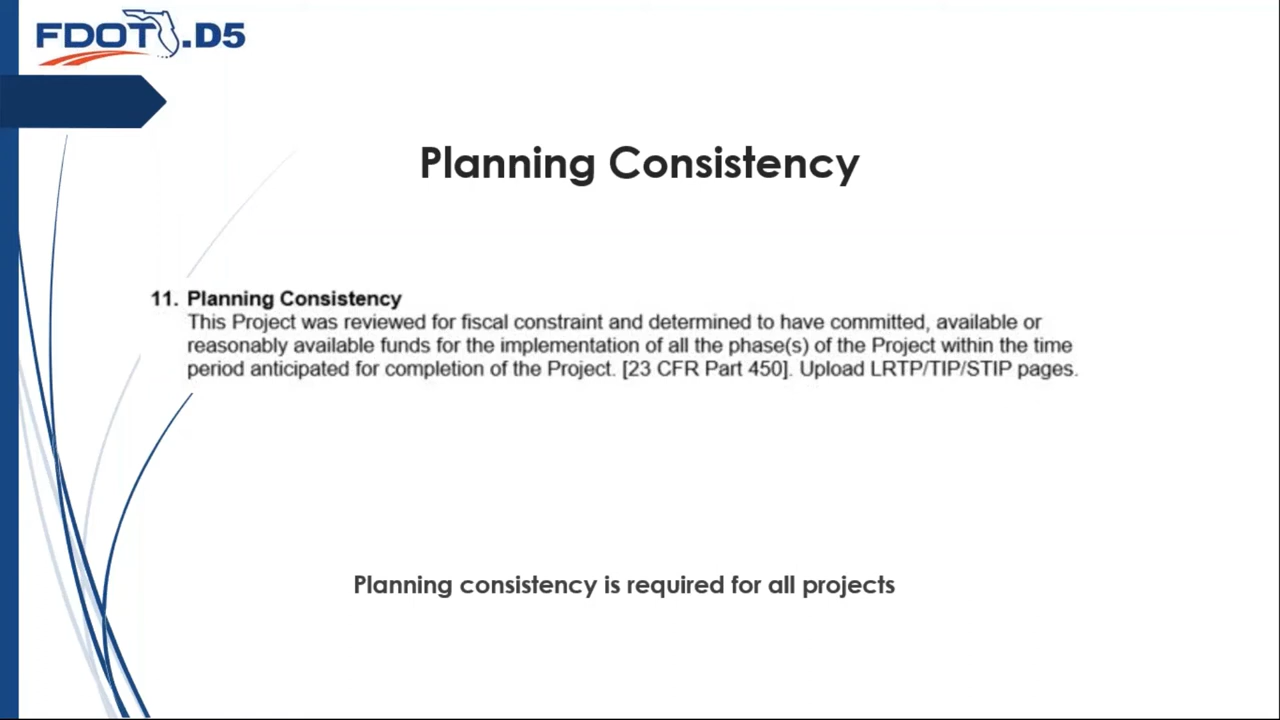 FDOT.D5
Planning Consistency
11. Planning Consistency
This Project was reviewed for fiscal constraint and determined to have committed, available or
reasonably available funds for the implementation of all the phase(s) of the Project within the time
period anticipated for completion of the Project. [23 CFR Part 450]. Upload LRTP/TIP/STIP pages.
Planning consistency is required for all projects